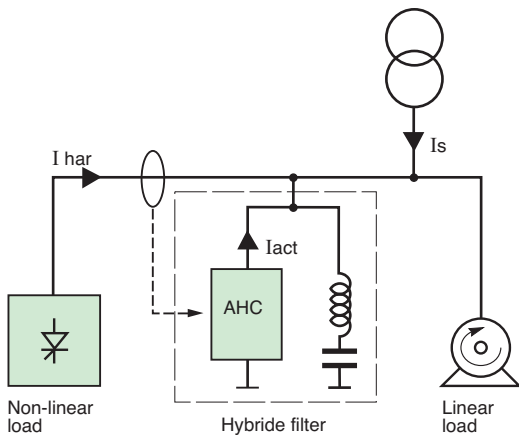 Is
I har
Iact
AHC
Non-linear
load
Hybride filter
Linear
load